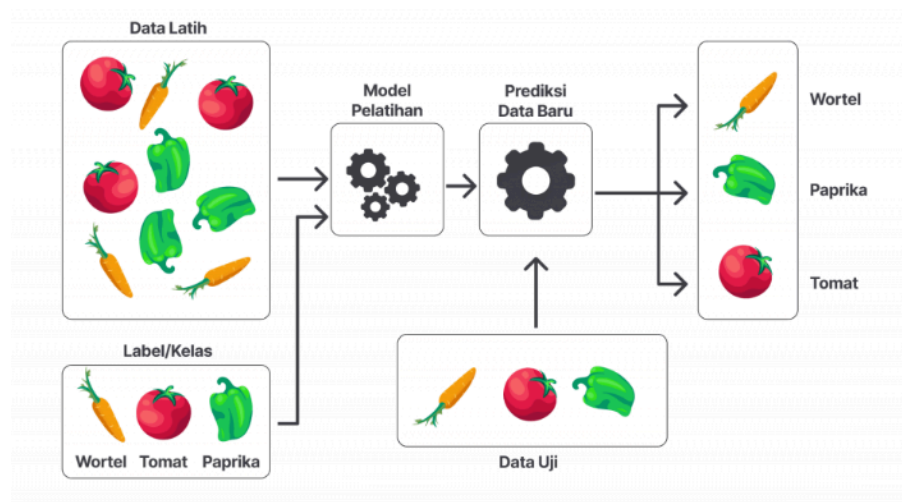 Data Latih
Model
Pelatihan
Prediksi
Data Baru
Wortel
Paprika
Tomat
Label/Kelas
Wortel Tomat Paprika
Data Uji